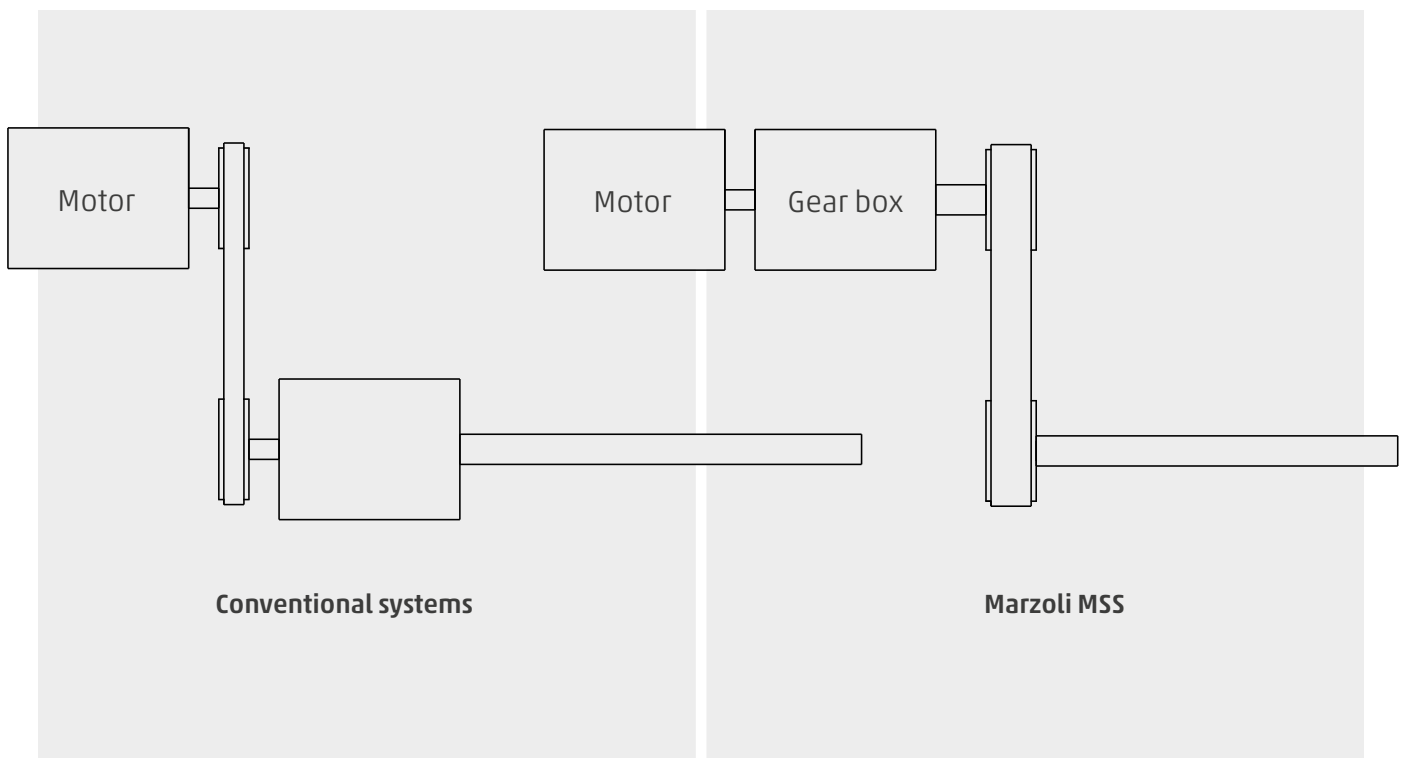 Motor
Motor
Gear box
Conventional systems
Marzoli MSS